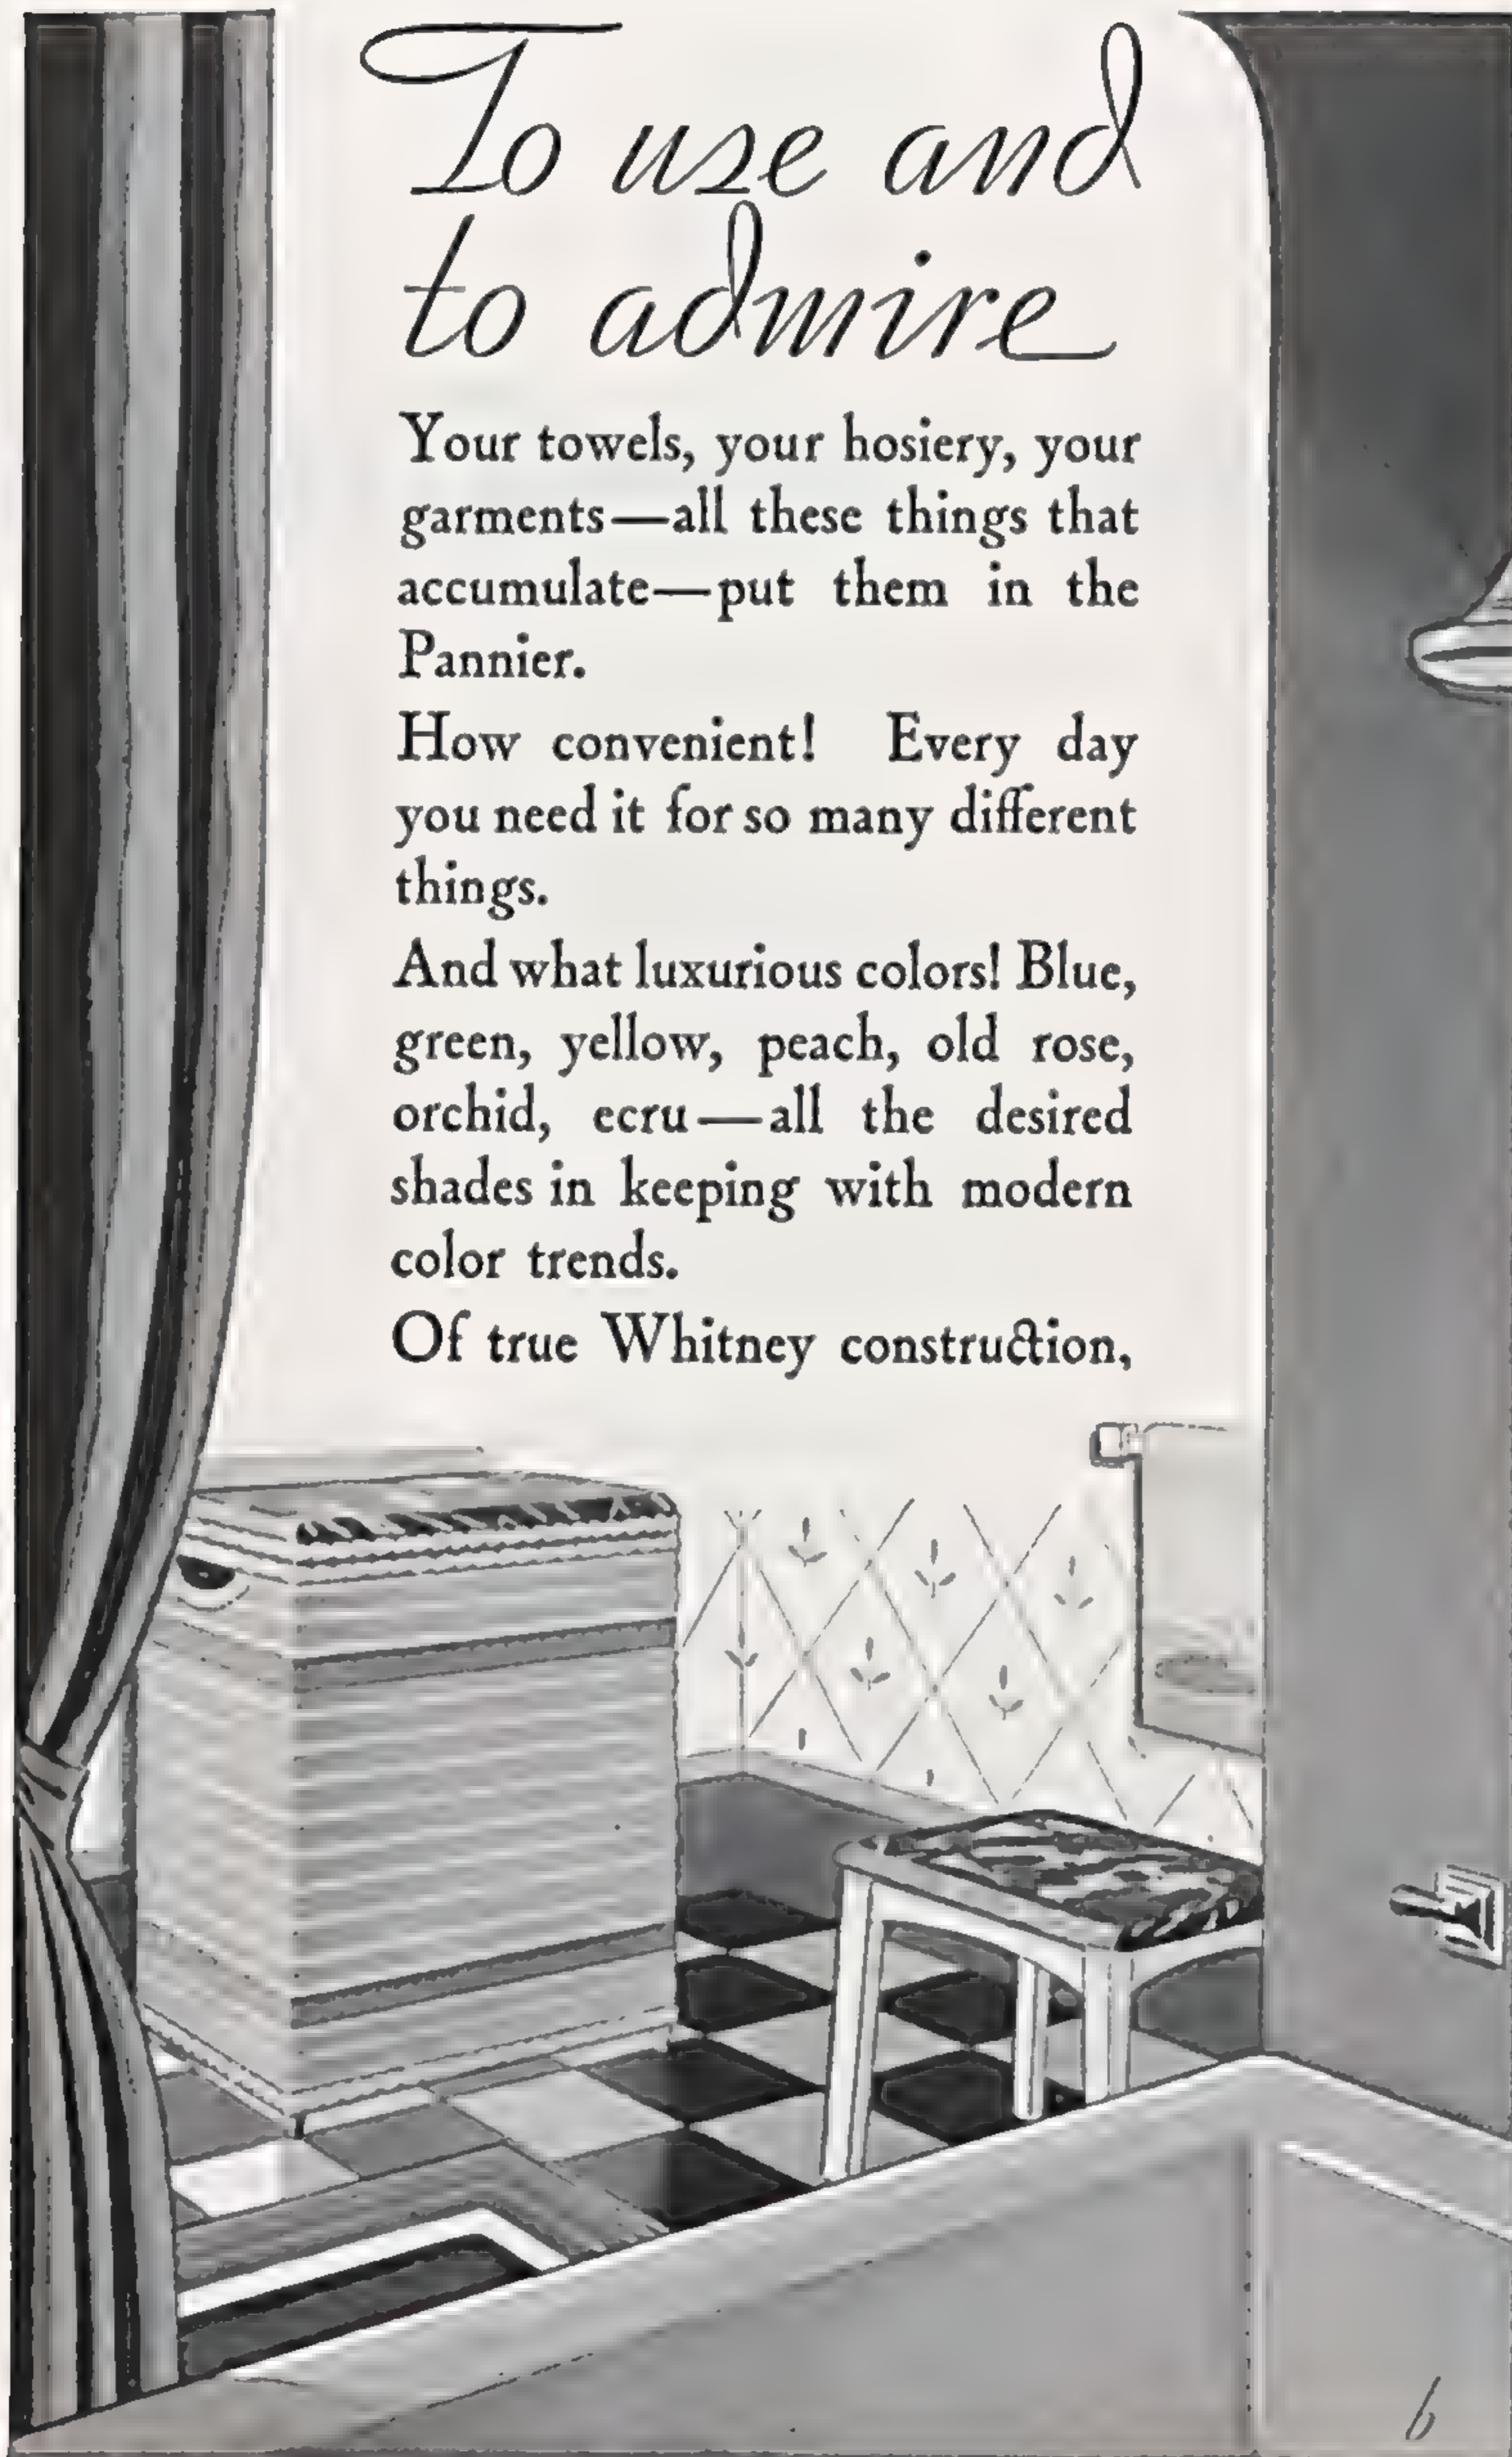 To use and
to admire
Your towels, your hosiery, your
garments—all these things that
accumulate—put them in the
Pannier.
How convenient! Every day
you need it for so many different
things.
And what luxurious colors! Blue,
green, yellow, peach, old rose,
orchid, ecru—all the desired
shades in keeping with modern
color trends.
Of true Whitney construction,
6